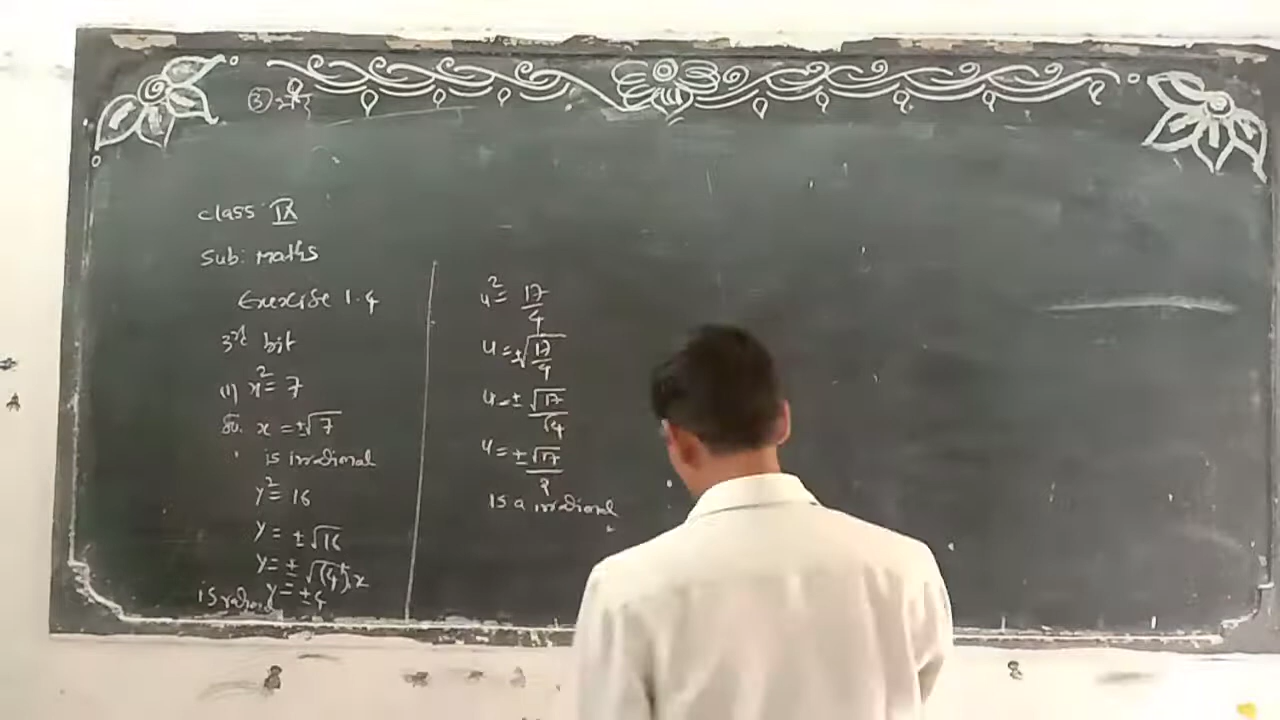 class IX
Sub: maths
Exercise 1.4
3rd bit
(1) x² = 7
Sol. x = ±√7
is irrational
y² = 16
y = ±√16
y = ±√(4)²
y = ±4
is rational
u² = 17/4
u = ±√17/4
u = ± √17/√4
u = ± √17/2
is a irrational